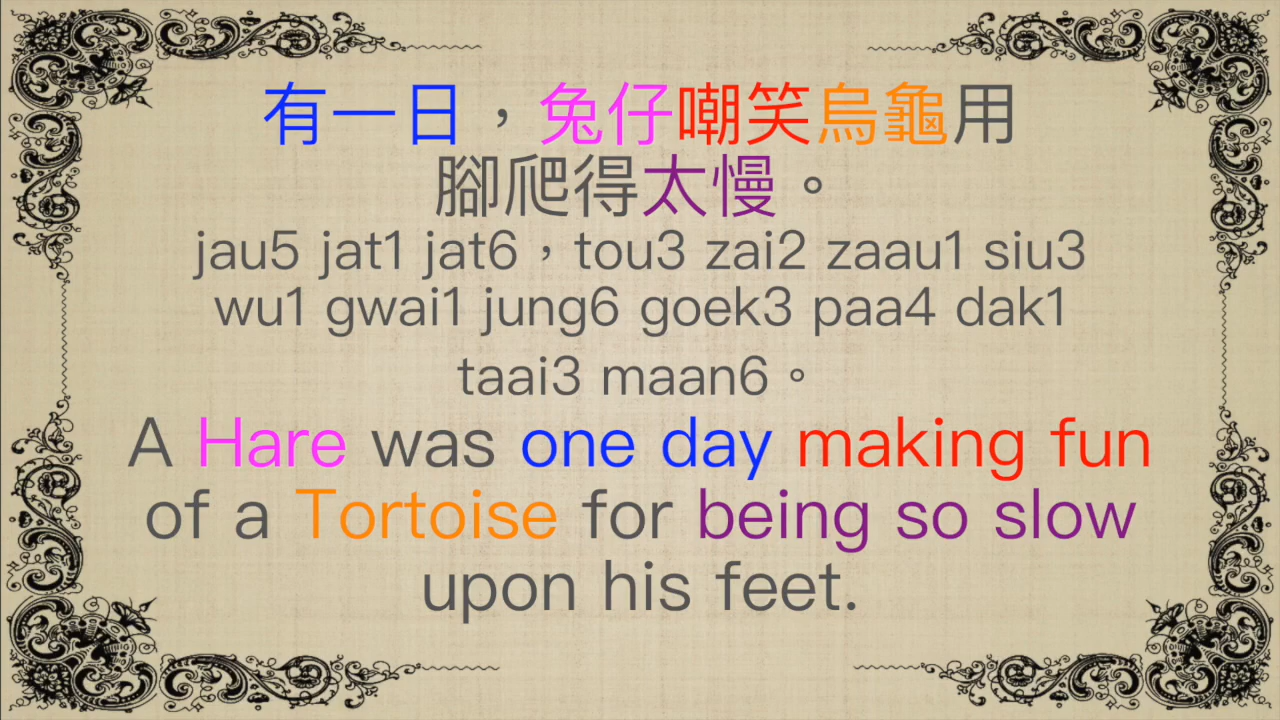 有一日，兔仔嘲笑烏龜用
腳爬得太慢。
jau5 jat1 jat6，tou3 zai2 zaau1 siu3
wu1 gwai1 jung6 goek3 paa4 dak1
taai3 maan6。
A Hare was one day making fun
of a Tortoise for being so slow
upon his feet.